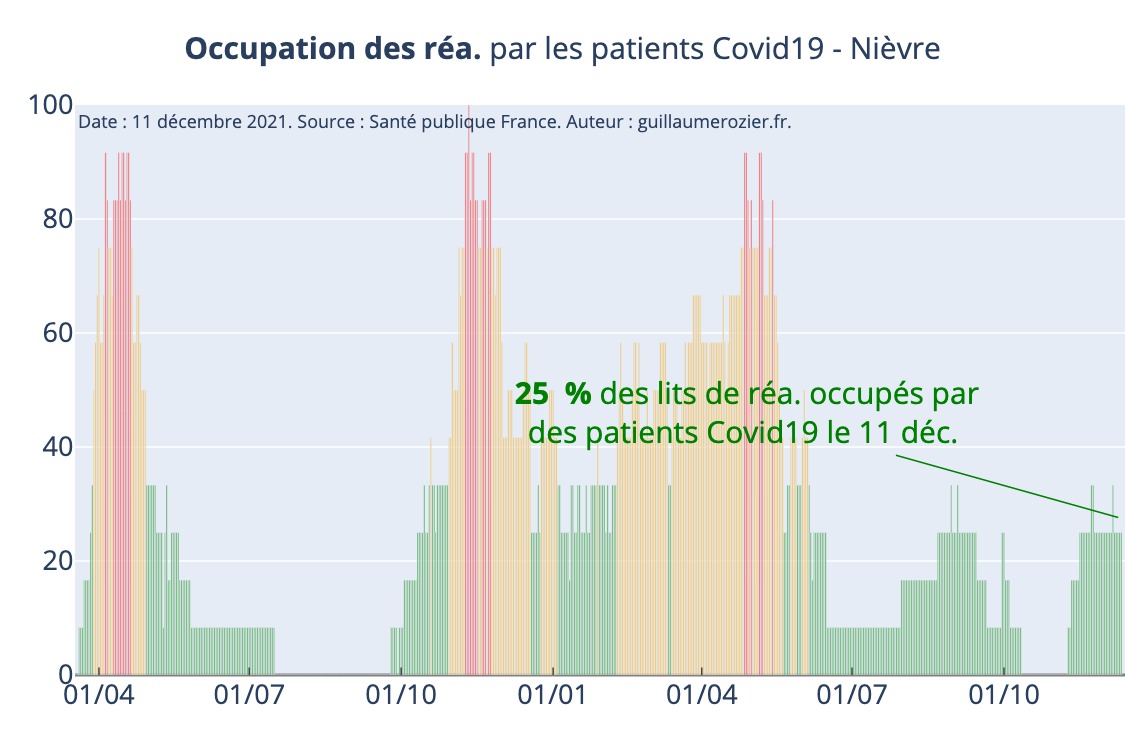 Occupation des réa. par les patients Covid19 - Nièvre
100
Date : 11 décembre 2021. Source : Santé publique France. Auteur : guillaumerozier.fr.
80
60
25 % des lits de réa. occupés par
des patients Covid19 le 11 déc.
40
20
0
01/04 01/07 01/10 01/01 01/04 01/07 01/10